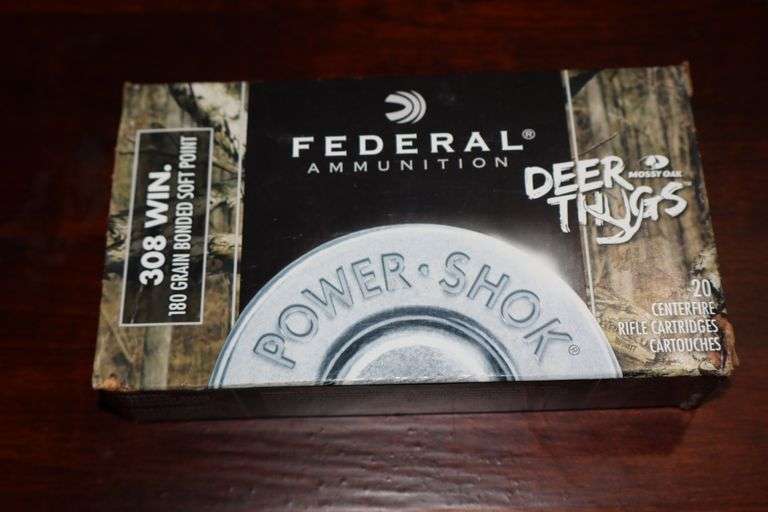 308 WIN.
180 GRAIN BONDED SOFT POINT
FEDERAL®
AMMUNITION
MOSSY OAK
DEER
THUGS™
POWER·SHOK®
20
CENTERFIRE
RIFLE CARTRIDGES
CARTOUCHES